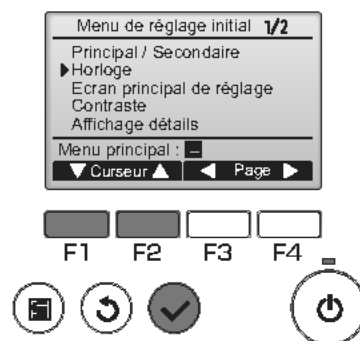 Menu de réglage initial 1/2
Principal / Secondaire
▶Horloge
Ecran principal de réglage
Contraste
Affichage détails
Menu principal :
▼ Curseur ▲ ◀ Page ▶
F1 F2 F3 F4